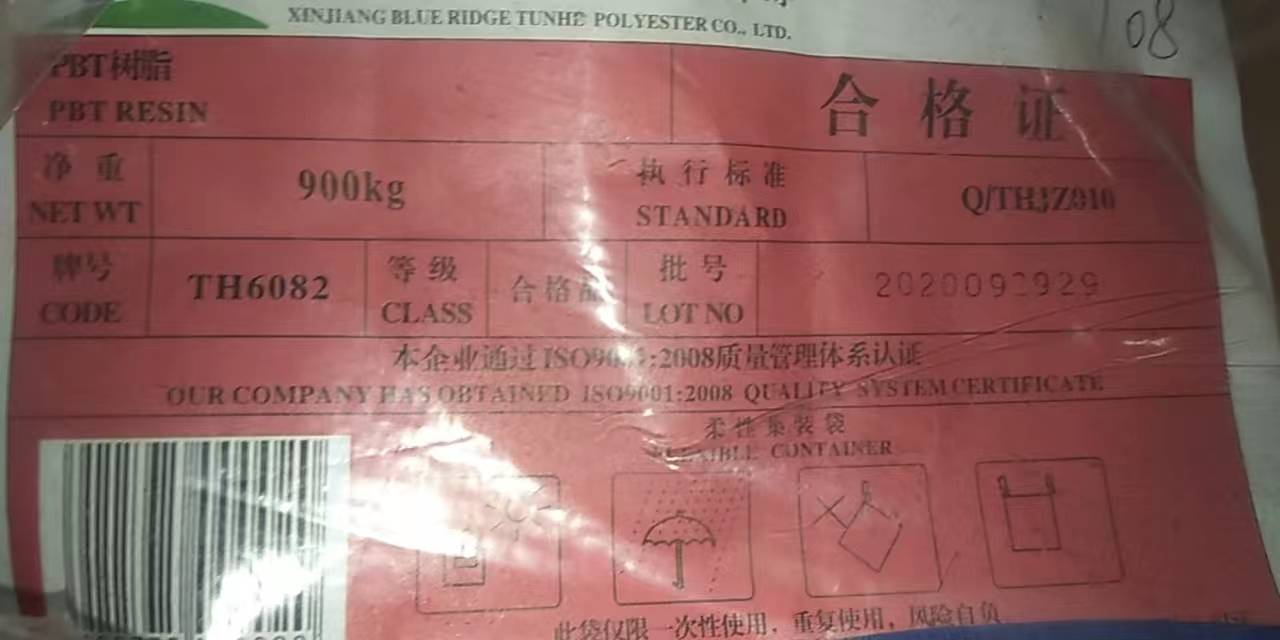 XINJIANG BLUE RIDGE TUNHE POLYESTER CO., LTD.
08
PBT树脂
PBT RESIN
合格证
净重
NET WT
900kg
执行标准
STANDARD
Q/THJZ010
牌号
CODE
TH6082
等级
CLASS
合格品
批号
LOT NO
本企业通过ISO9001:2008质量管理体系认证
OUR COMPANY HAS OBTAINED ISO9001:2008 QUALITY SYSTEM CERTIFICATE
柔性集装袋
FLEXIBLE CONTAINER
此袋仅限一次性使用，重复使用，风险自负